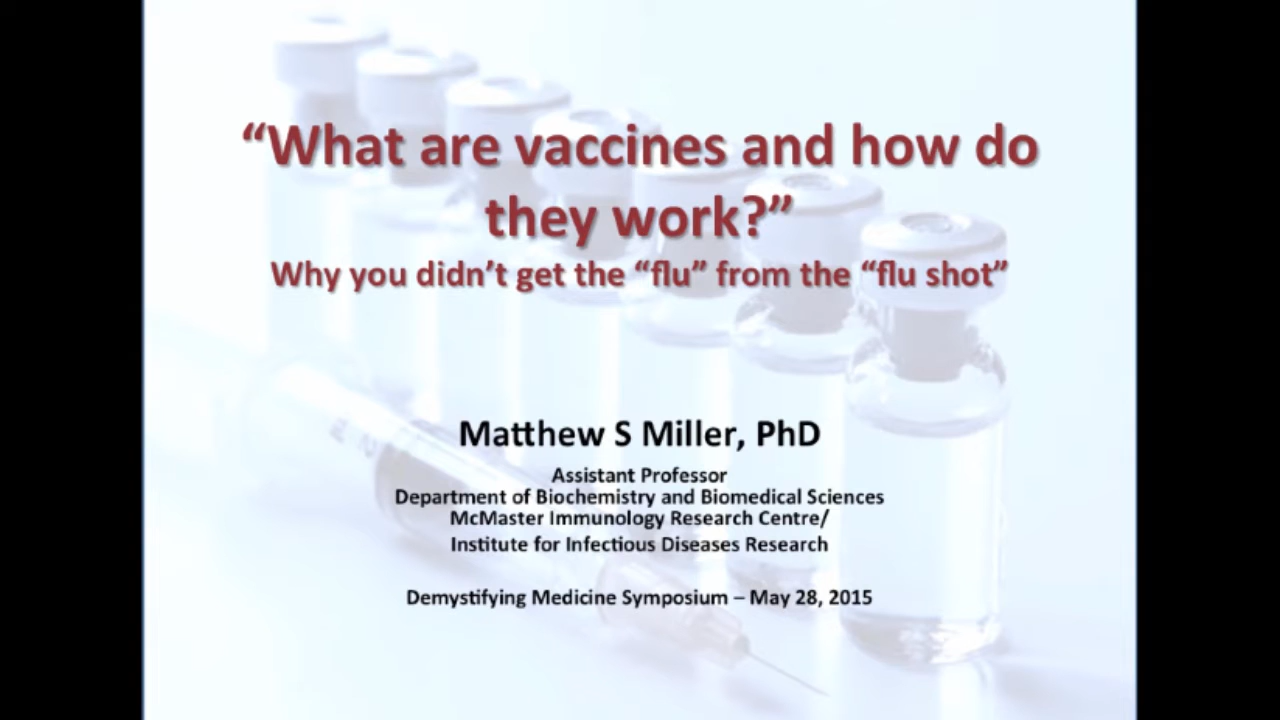 “What are vaccines and how do
they work?”
Why you didn’t get the “flu” from the “flu shot”
Matthew S Miller, PhD
Assistant Professor
Department of Biochemistry and Biomedical Sciences
McMaster Immunology Research Centre/
Institute for Infectious Diseases Research
Demystifying Medicine Symposium – May 28, 2015